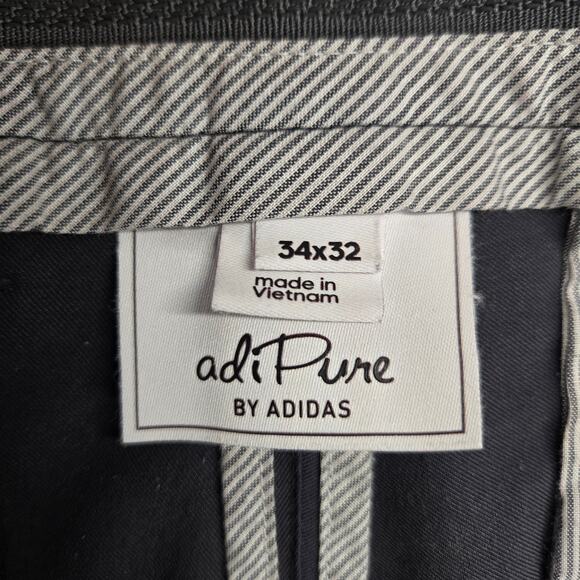 34x32
made in
Vietnam
adiPure
BY ADIDAS